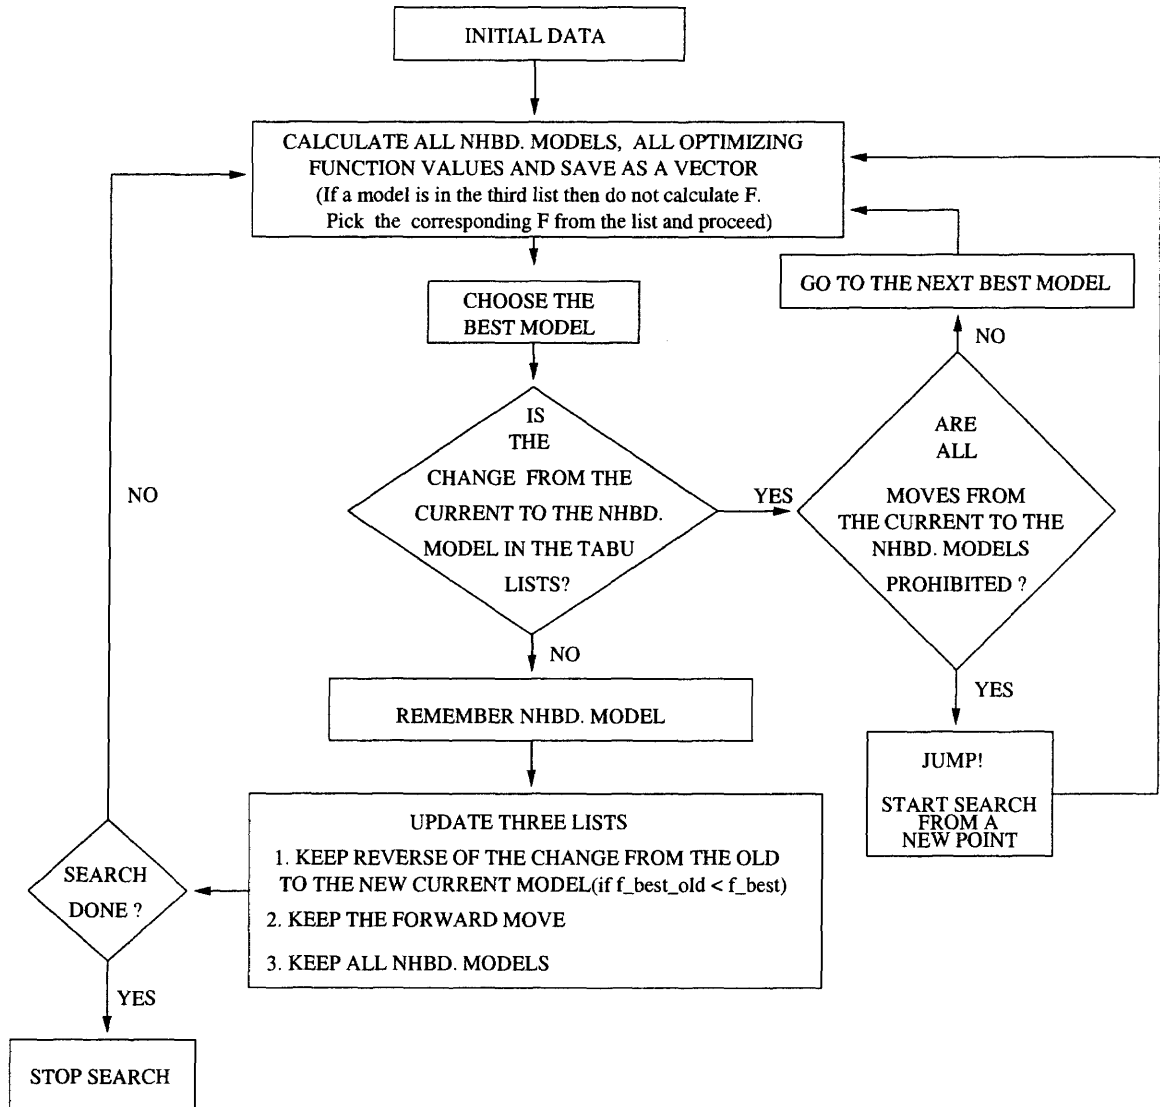 INITIAL DATA
CALCULATE ALL NHBD. MODELS, ALL OPTIMIZING
FUNCTION VALUES AND SAVE AS A VECTOR
(If a model is in the third list then do not calculate F.
Pick the corresponding F from the list and proceed)
CHOOSE THE
BEST MODEL
GO TO THE NEXT BEST MODEL
NO
IS
THE
CHANGE FROM THE
CURRENT TO THE NHBD.
MODEL IN THE TABU
LISTS?
YES
ARE
ALL
MOVES FROM
THE CURRENT TO THE
NHBD. MODELS
PROHIBITED ?
NO
NO
YES
REMEMBER NHBD. MODEL
JUMP!
START SEARCH
FROM A
NEW POINT
UPDATE THREE LISTS
1. KEEP REVERSE OF THE CHANGE FROM THE OLD
TO THE NEW CURRENT MODEL(if f_best_old < f_best)
2. KEEP THE FORWARD MOVE
3. KEEP ALL NHBD. MODELS
SEARCH
DONE ?
YES
STOP SEARCH